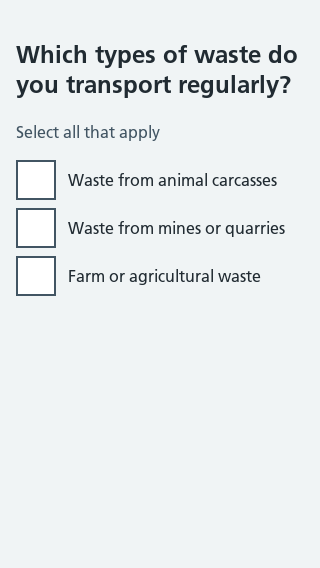 Which types of waste do
you transport regularly?
Select all that apply
Waste from animal carcasses
Waste from mines or quarries
Farm or agricultural waste